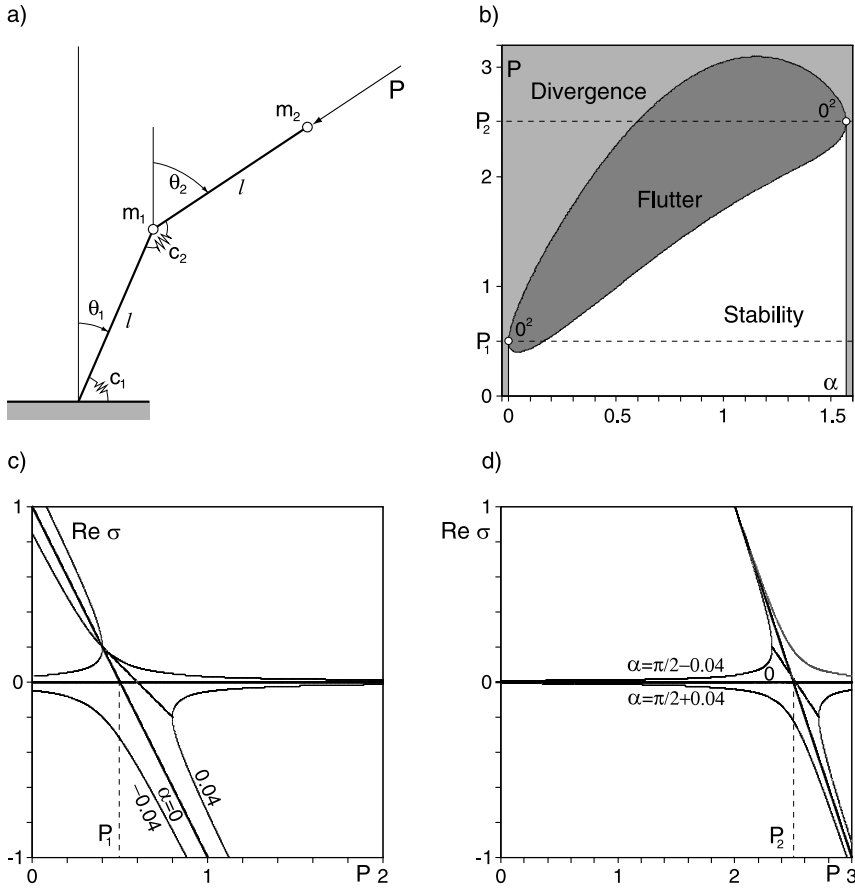 a)
P
m₂
θ₂
l
m₁
c₂
θ₁
l
c₁
b)
3
P
Divergence
0²
P₂
2
Flutter
1
0²
Stability
P₁
0
α
0
0.5
1
1.5
c)
1
Re σ
0
−0.04
α=0
0.04
P₁
-1
0
1
P
2
d)
1
Re σ
α=π/2−0.04
0
0
α=π/2+0.04
P₂
-1
0
1
2
P
3